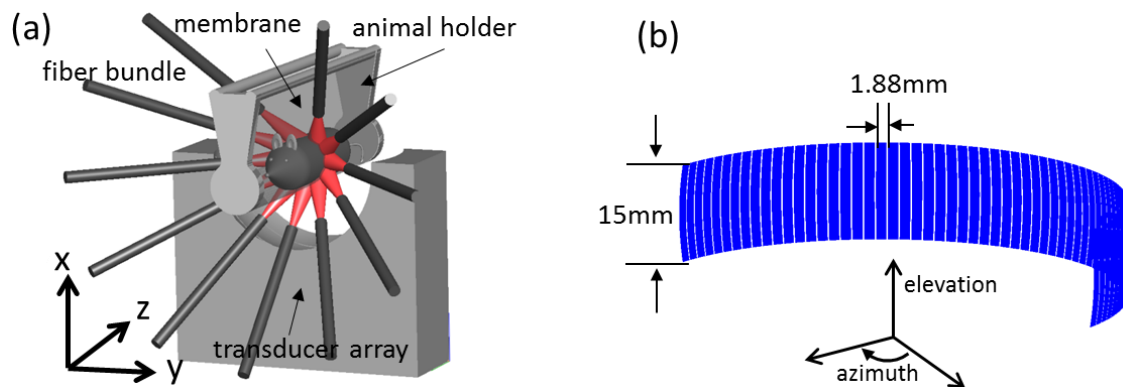 (a)
membrane
animal holder
fiber bundle
x
z
y
transducer array
(b)
1.88mm
15mm
elevation
azimuth